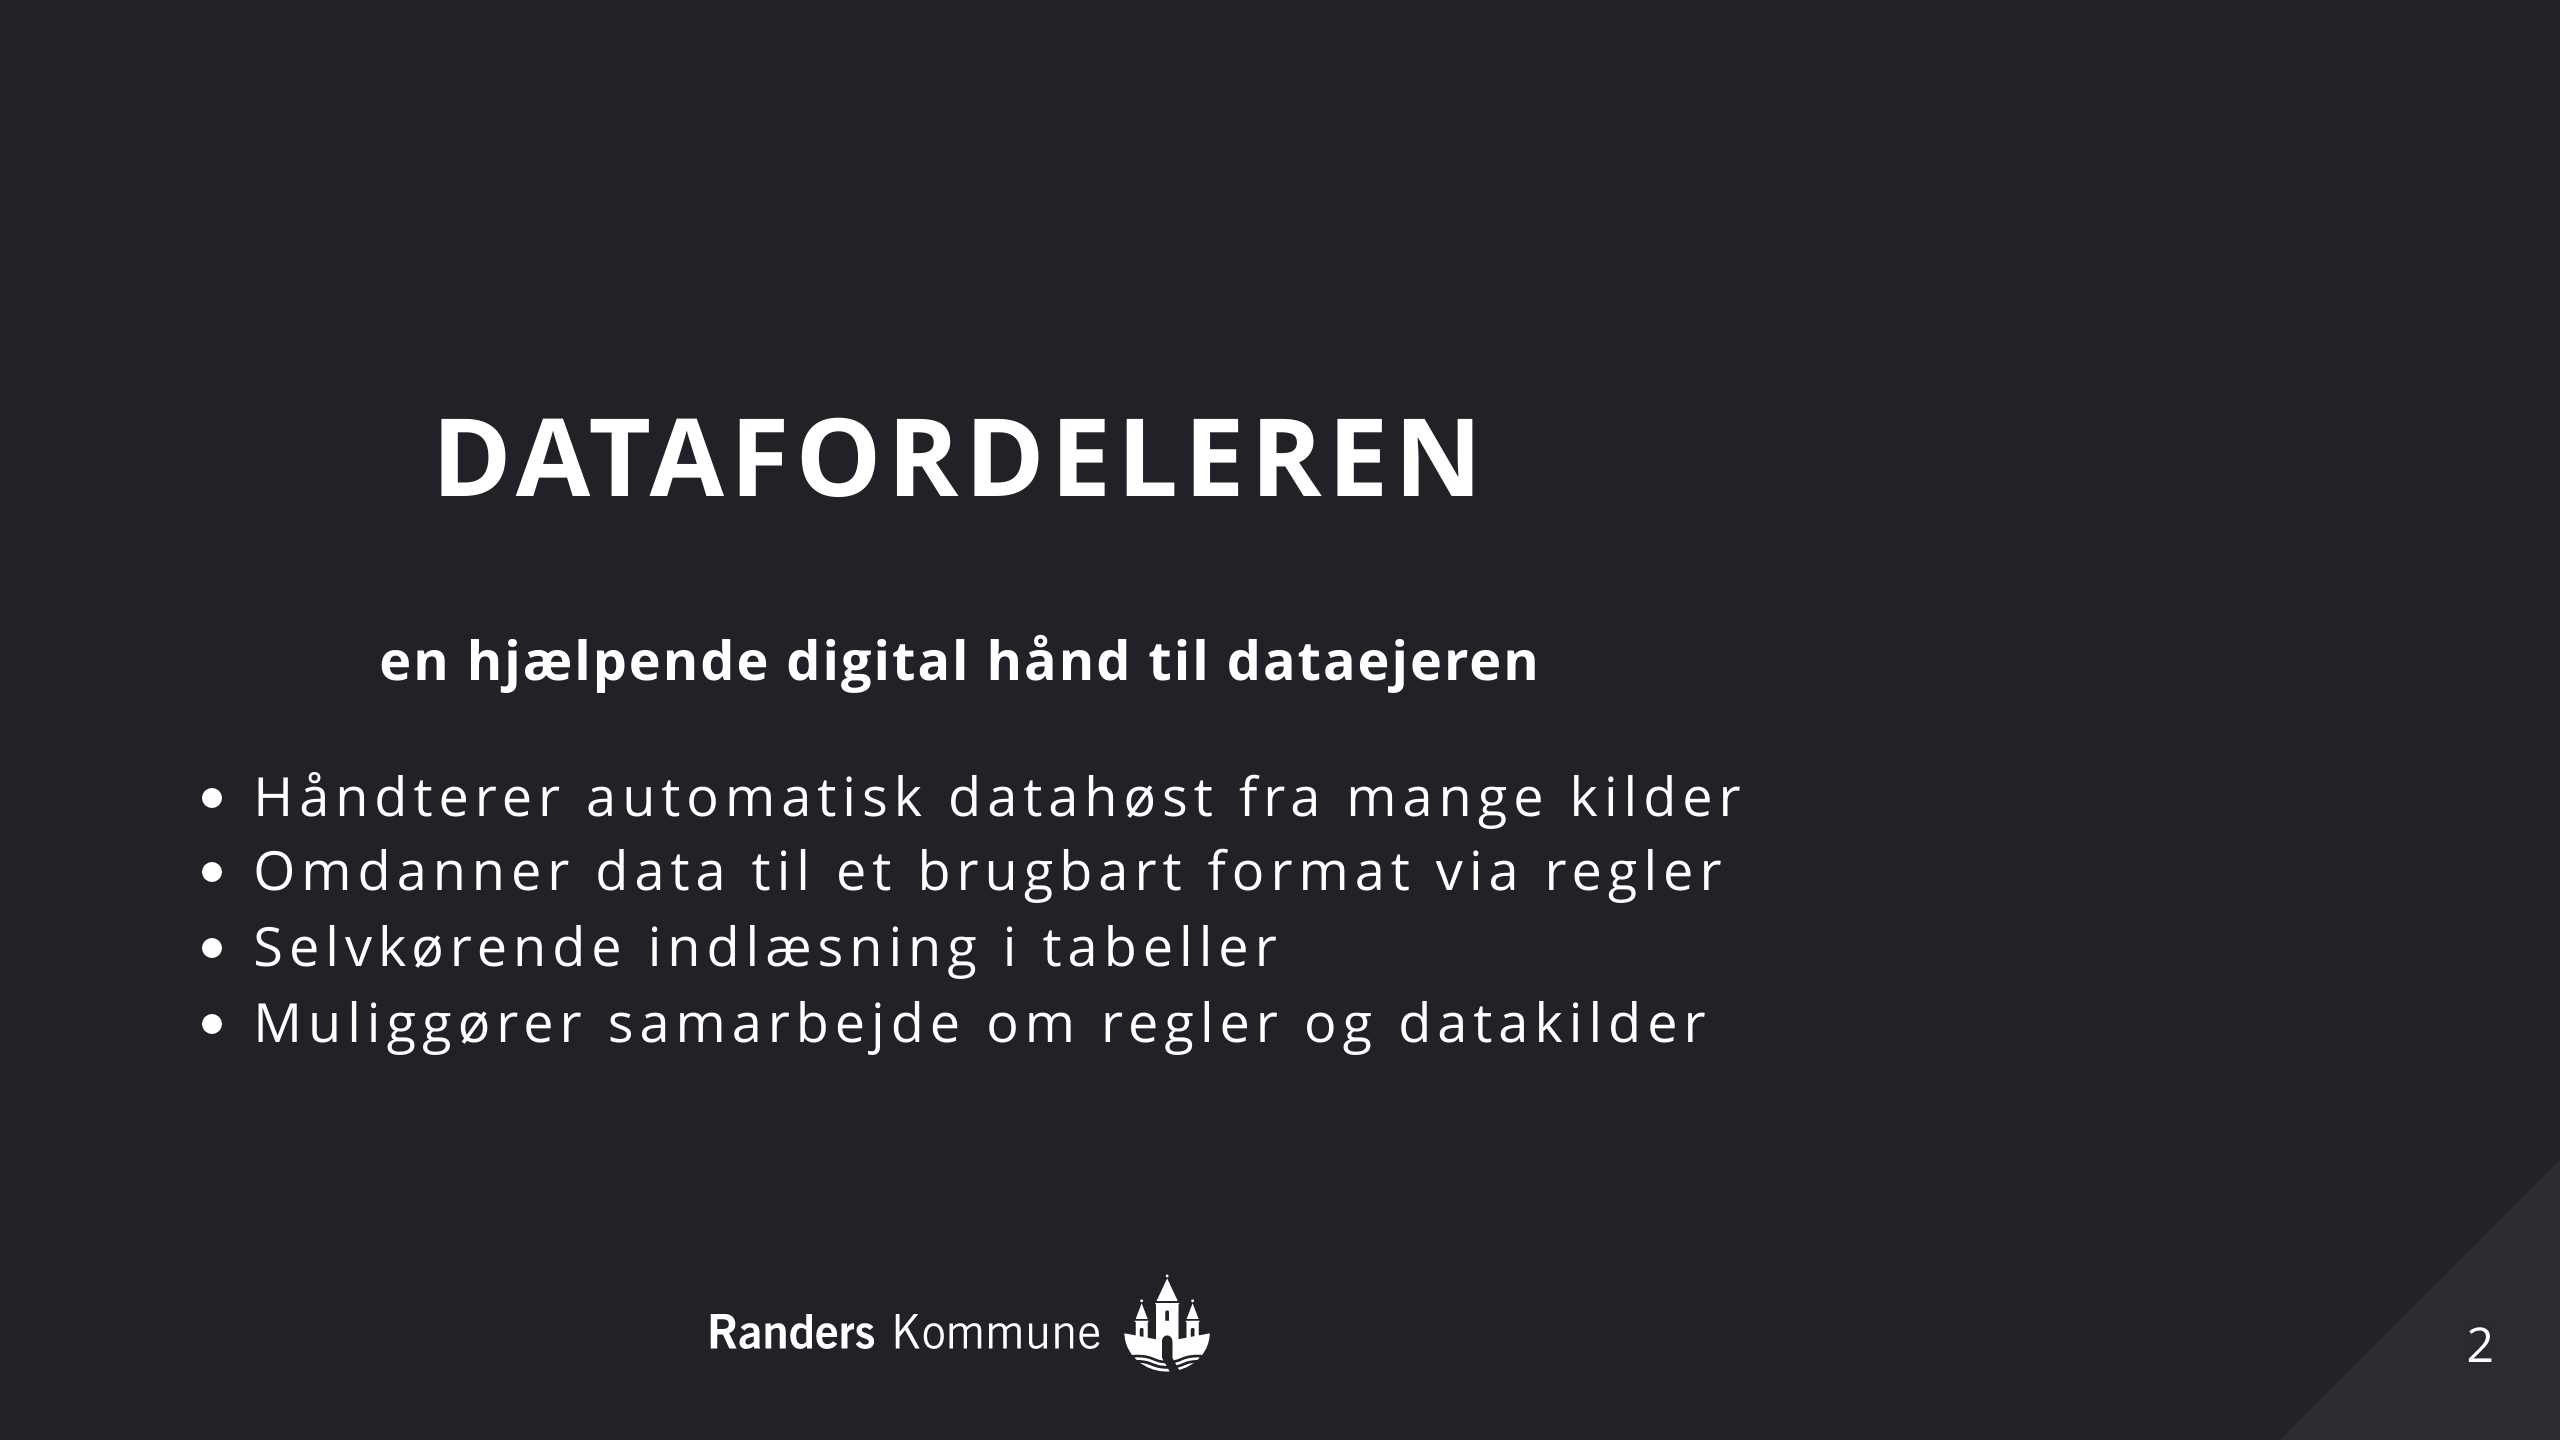 DATAFORDELEREN
en hjælpende digital hånd til dataejeren
• Håndterer automatisk datahøst fra mange kilder
• Omdanner data til et brugbart format via regler
• Selvkørende indlæsning i tabeller
• Muliggører samarbejde om regler og datakilder
Randers Kommune
2